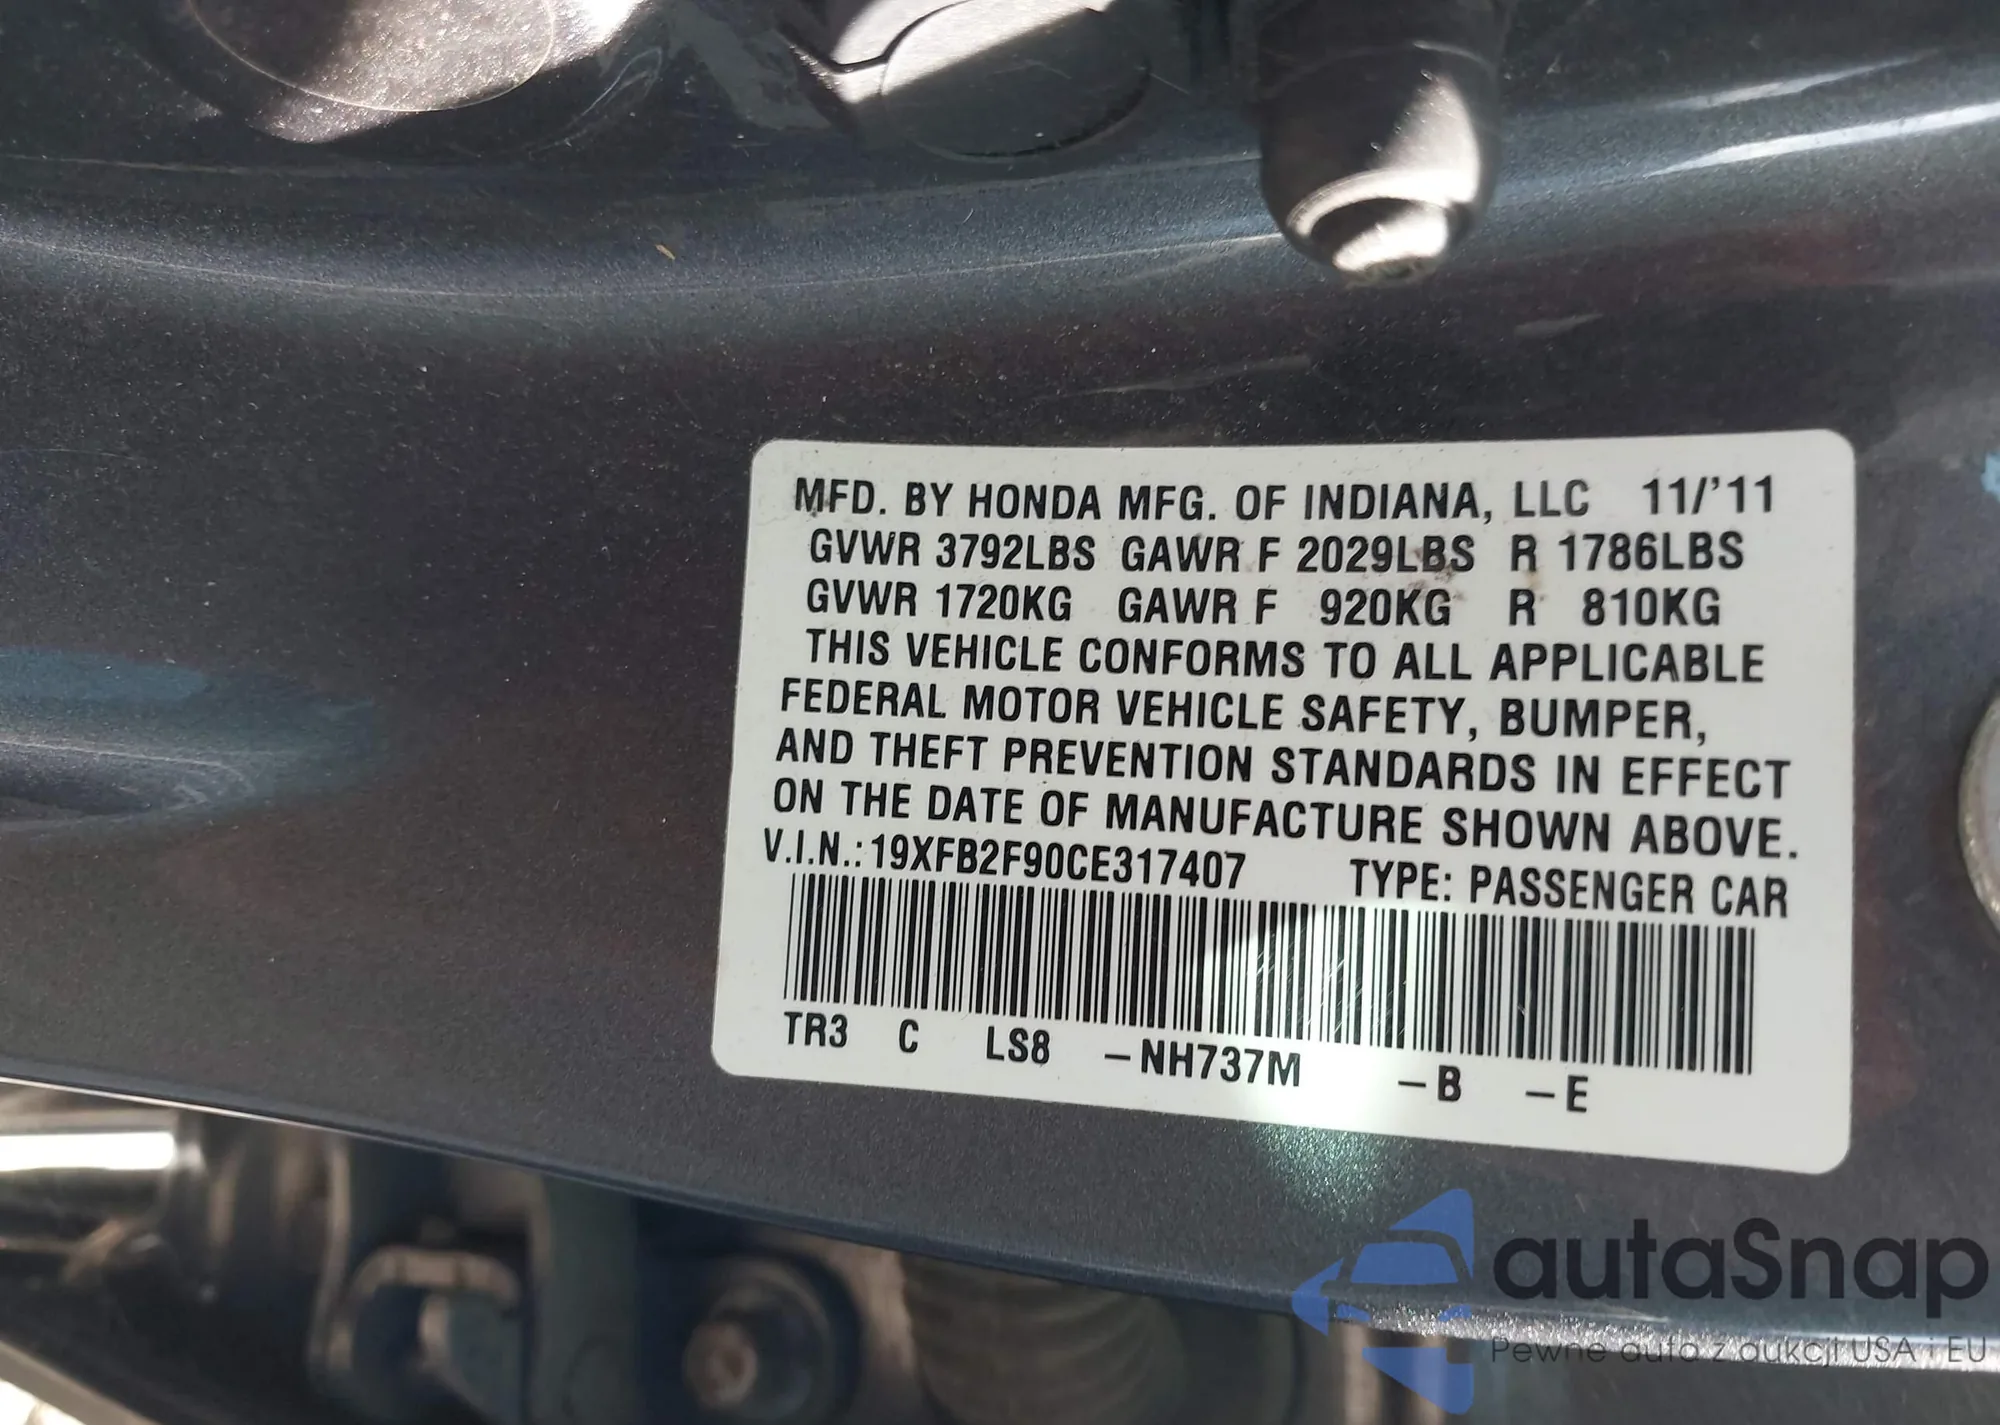 MFD. BY HONDA MFG. OF INDIANA, LLC 11/'11
GVWR 3792LBS GAWR F 2029LBS R 1786LBS
GVWR 1720KG GAWR F 920KG R 810KG
THIS VEHICLE CONFORMS TO ALL APPLICABLE
FEDERAL MOTOR VEHICLE SAFETY, BUMPER,
AND THEFT PREVENTION STANDARDS IN EFFECT
ON THE DATE OF MANUFACTURE SHOWN ABOVE.
V.I.N.: 19XFB2F90CE317407 TYPE: PASSENGER CAR
TR3 C LS8 –NH737M –B –E
autaSnap
Pewne auta z aukcji USA i EU